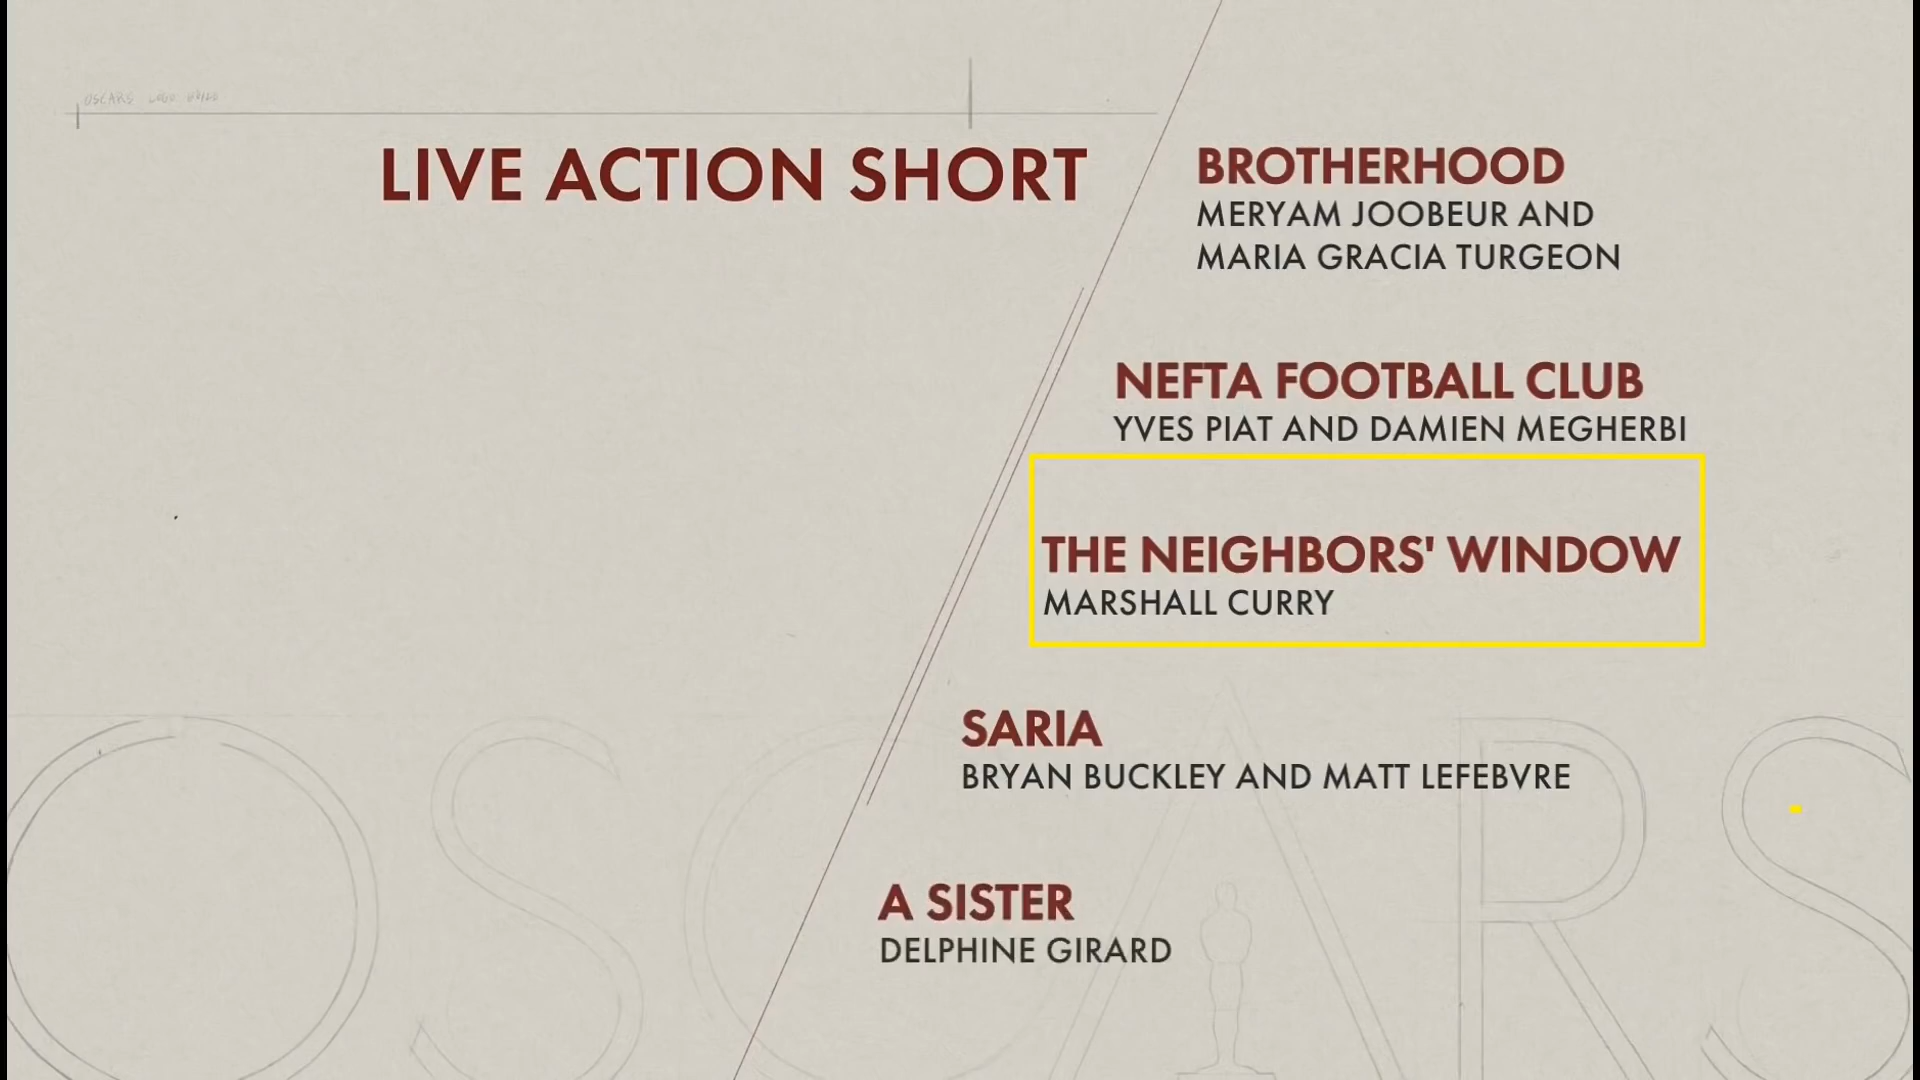 LIVE ACTION SHORT
BROTHERHOOD
MERYAM JOOBEUR AND
MARIA GRACIA TURGEON
NEFTA FOOTBALL CLUB
YVES PIAT AND DAMIEN MEGHERBI
THE NEIGHBORS' WINDOW
MARSHALL CURRY
SARIA
BRYAN BUCKLEY AND MATT LEFEBVRE
A SISTER
DELPHINE GIRARD
OSCARS